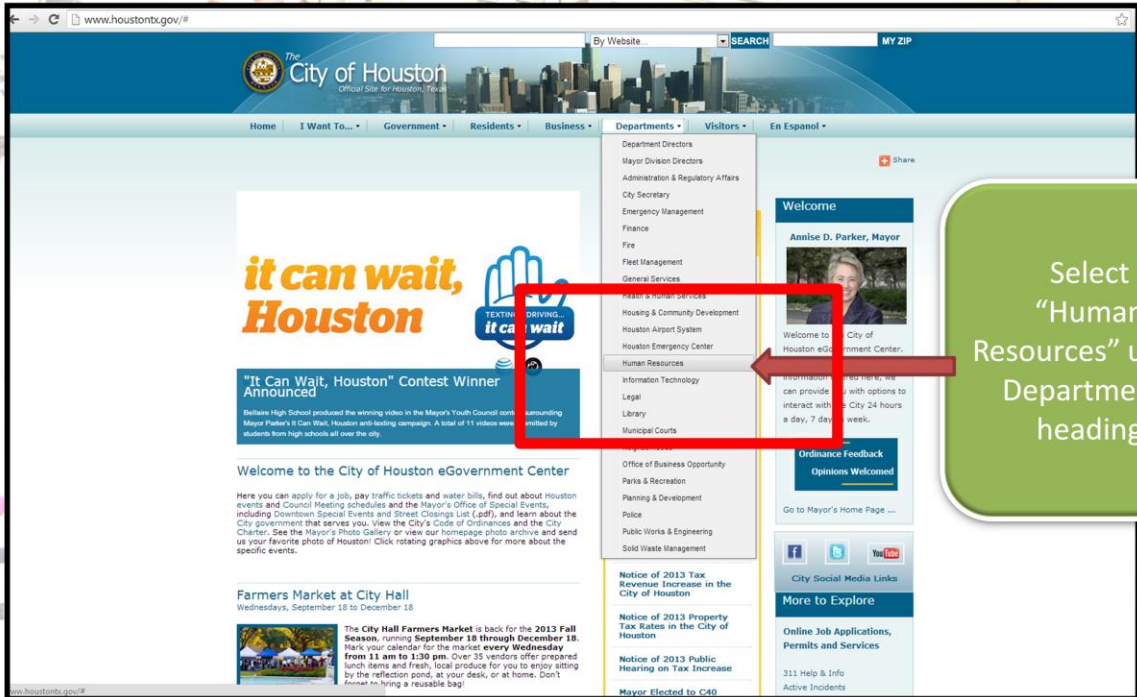 www.houstontx.gov/#
By Website...
SEARCH
MY ZIP
The
City of Houston
Official Site for Houston, Texas
Home
I Want To...
Government
Residents
Business
Departments
Visitors
En Espanol
Share
it can wait,
Houston
TEXTING DRIVING...
it can wait
"It Can Wait, Houston" Contest Winner
Announced
Bellaire High School produced the winning video in the Mayor's Youth Council
Mayor Parker's It Can Wait, Houston anti-texting campaign. A total of 11 videos were
students from high schools all over the city.
Welcome to the City of Houston eGovernment Center
Here you can apply for a job, pay traffic tickets and water bills, find out about Houston
events and Council Meeting schedules and the Mayor's Office of Special Events,
including Downtown Special Events and Street Closings List (.pdf), and learn about the
City government that serves you. View the City's Code of Ordinances and the City
Charter. See the Mayor's Photo Gallery or view our homepage photo archive and send
us your favorite photo of Houston! Click rotating graphics above for more about the
specific events.
Farmers Market at City Hall
Wednesdays, September 18 to December 18
The City Hall Farmers Market is back for the 2013 Fall
Season, running September 18 through December 18.
Mark your calendar for the market every Wednesday
from 11 am to 1:30 pm. Over 35 vendors offer prepared
lunch items and fresh, local produce for you to enjoy sitting
by the reflection pond, at your desk, or at home. Don't
forget to bring a reusable bag!
Department Directors
Mayor Division Directors
Administration & Regulatory Affairs
City Secretary
Emergency Management
Finance
Fire
Fleet Management
General Services
Health & Human Services
Housing & Community Development
Houston Airport System
Houston Emergency Center
Human Resources
Information Technology
Legal
Library
Municipal Courts
Office of Business Opportunity
Parks & Recreation
Planning & Development
Police
Public Works & Engineering
Solid Waste Management
Notice of 2013 Tax
Revenue Increase in the
City of Houston
Notice of 2013 Property
Tax Rates in the City of
Houston
Notice of 2013 Public
Hearing on Tax Increase
Mayor Elected to C40
Welcome
Annise D. Parker, Mayor
Welcome to City of
Houston Center.
here, we
can provide with options to
interact with City 24 hours
a day, 7 week.
Ordinance Feedback
Opinions Welcomed
Go to Mayor's Home Page ...
f
You Tube
City Social Media Links
More to Explore
Online Job Applications,
Permits and Services
311 Help & Info
Active Incidents
Select
"Human
Resources" u
Departme
heading
www.houstontx.gov/#